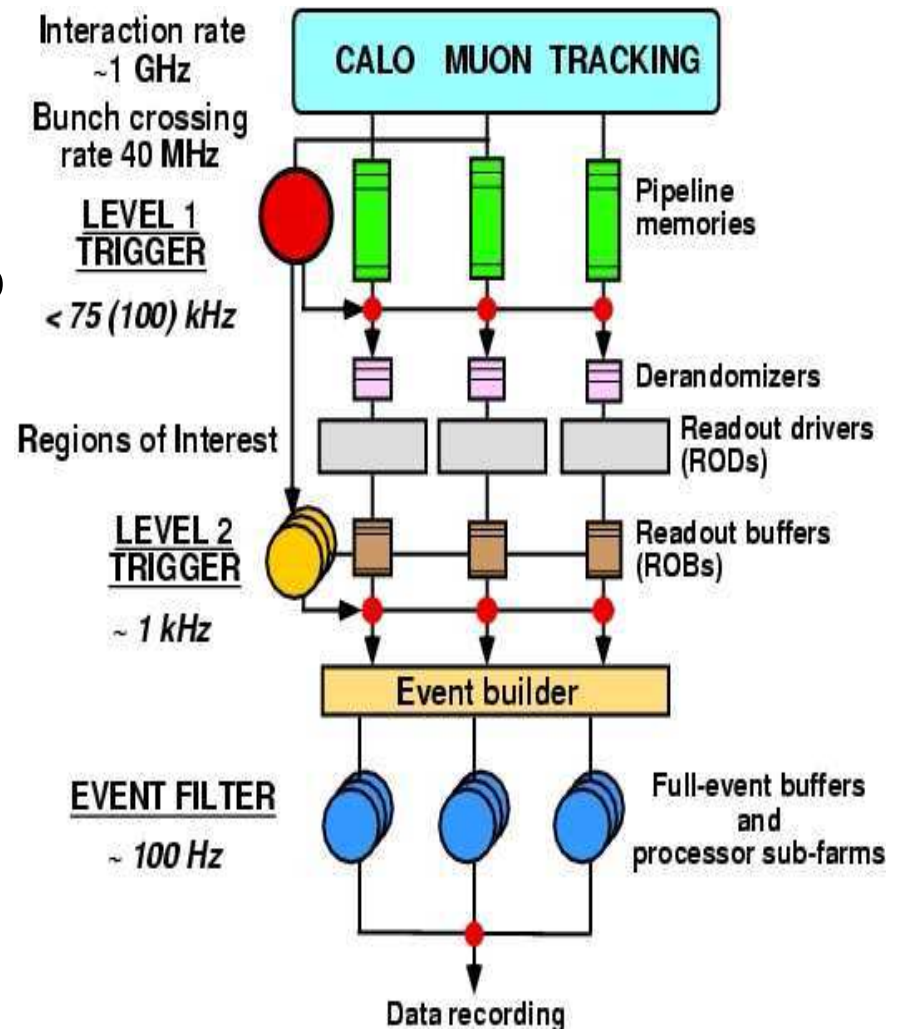 Interaction rate
~1 GHz
CALO MUON TRACKING
Bunch crossing
rate 40 MHz
LEVEL 1
TRIGGER
Pipeline
memories
< 75 (100) kHz
Derandomizers
Regions of Interest
Readout drivers
(RODs)
LEVEL 2
TRIGGER
Readout buffers
(ROBs)
~ 1 kHz
Event builder
EVENT FILTER
~ 100 Hz
Full-event buffers
and
processor sub-farms
Data recording